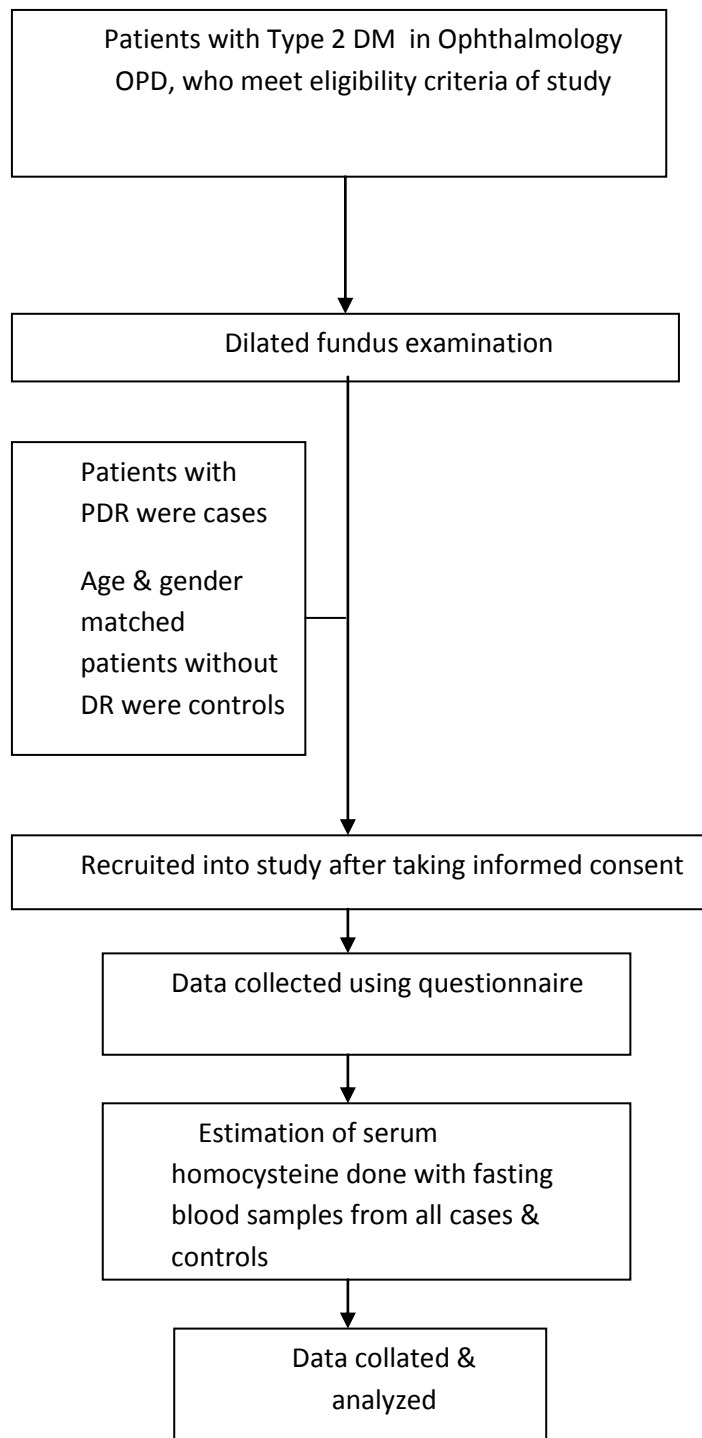 Patients with Type 2 DM in Ophthalmology
OPD, who meet eligibility criteria of study
Dilated fundus examination
Patients with
PDR were cases
Age & gender
matched
patients without
DR were controls
Recruited into study after taking informed consent
Data collected using questionnaire
Estimation of serum
homocysteine done with fasting
blood samples from all cases &
controls
Data collated &
analyzed